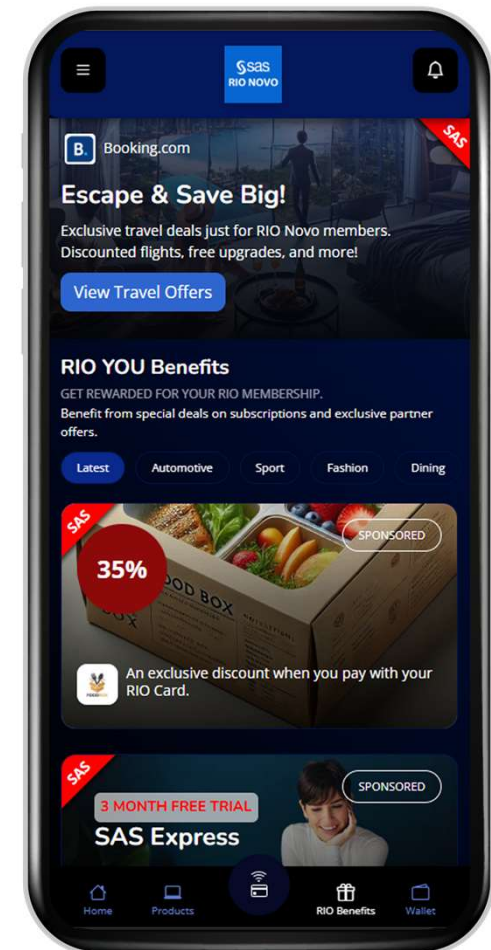 Ssas
RIO NOVO
SAS
B.
Booking.com
Escape & Save Big!
Exclusive travel deals just for RIO Novo members.
Discounted flights, free upgrades, and more!
View Travel Offers
RIO YOU Benefits
GET REWARDED FOR YOUR RIO MEMBERSHIP.
Benefit from special deals on subscriptions and exclusive partner
offers.
Latest
Automotive
Sport
Fashion
Dining
SAS
SPONSORED
35%
OOD BOX
An exclusive discount when you pay with your
RIO Card.
SAS
SPONSORED
3 MONTH FREE TRIAL
SAS Express
Home
Products
RIO Benefits
Wallet